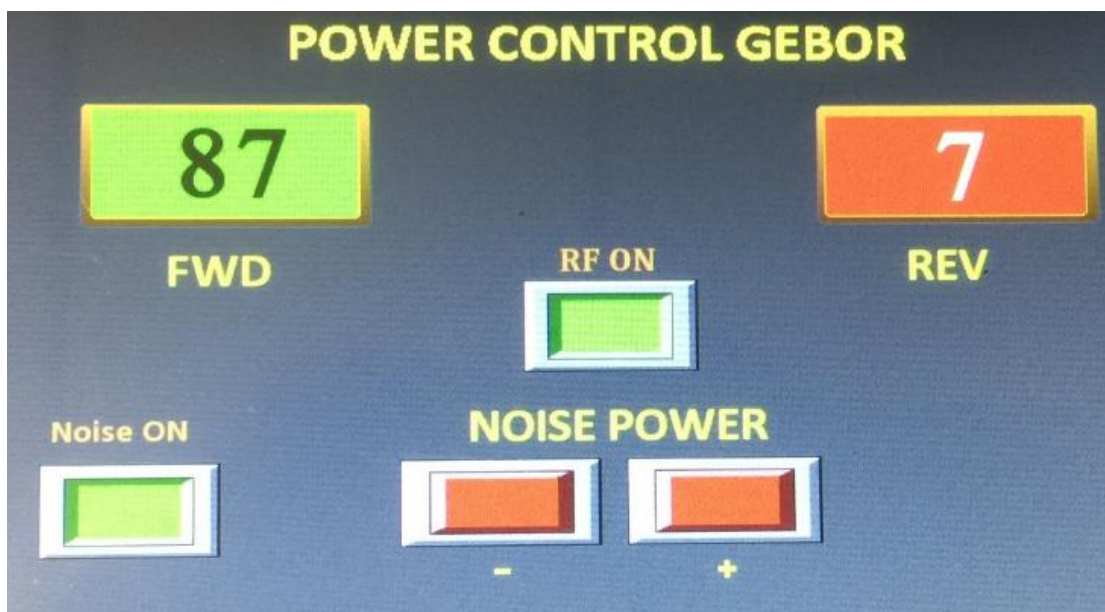 POWER CONTROL GEBOR
87
7
FWD
RF ON
REV
Noise ON
NOISE POWER
-
+